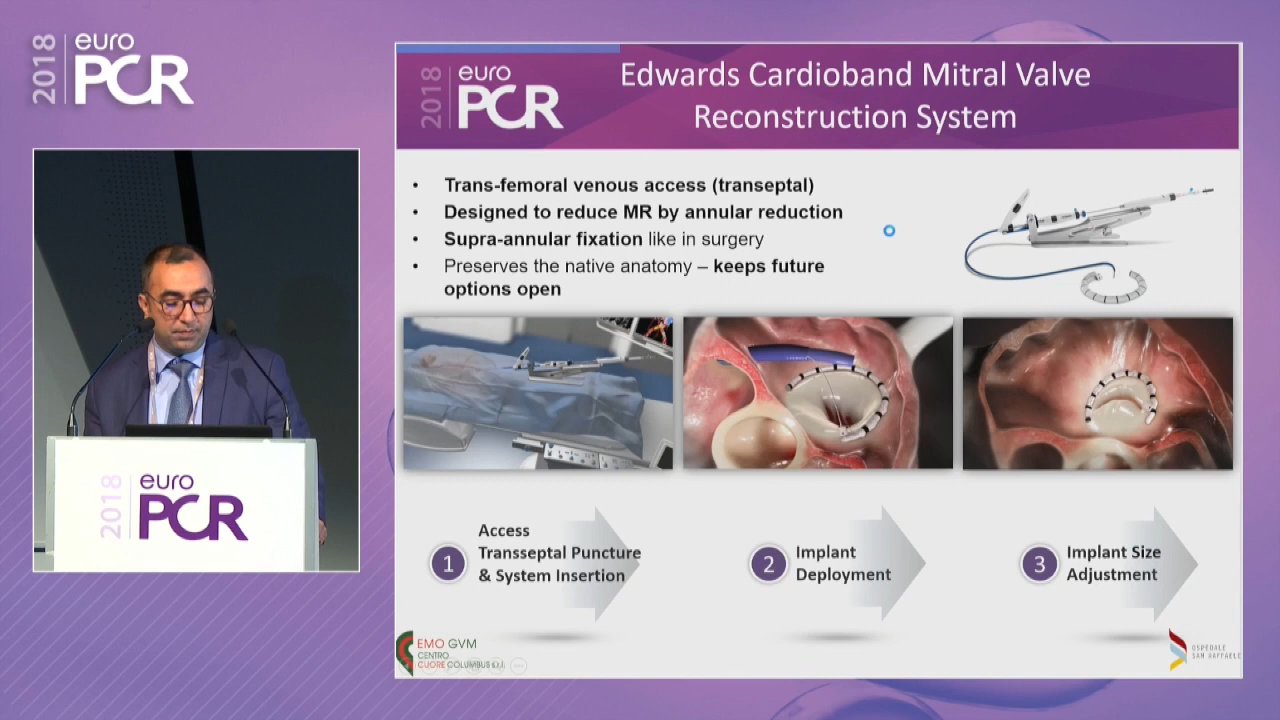 2018
euro
PCR
2018
euro
PCR
Edwards Cardioband Mitral Valve
Reconstruction System
• Trans-femoral venous access (transeptal)
• Designed to reduce MR by annular reduction
• Supra-annular fixation like in surgery
• Preserves the native anatomy – keeps future
options open
1
Access
Transseptal Puncture
& System Insertion
2
Implant
Deployment
3
Implant Size
Adjustment
EMO GVM
CENTRO
CUORE COLUMBUS s.r.l.
OSPEDALE
SAN RAFFAELE
2018
euro
PCR